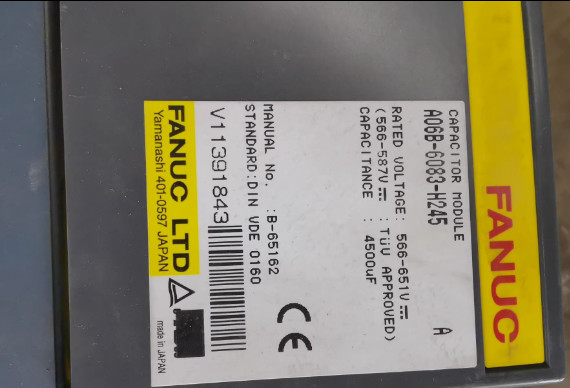 FANUC
CAPACITOR MODULE
A06B-6083-H245 A
RATED VOLTAGE: 566-651V⎓
(566-587V⎓ : TüV APPROVED)
CAPACITANCE : 4500uF
MANUAL No. :B-65162
STANDARD:DIN VDE 0160
CE
V11391843
FANUC LTD
Yamanashi 401-0597 JAPAN
made in JAPAN